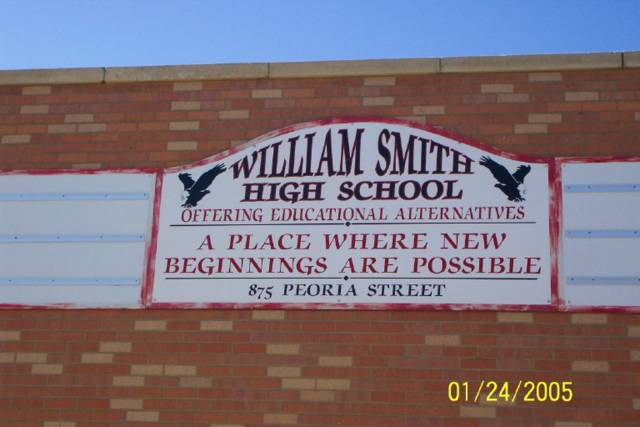 WILLIAM SMITH
HIGH SCHOOL
OFFERING EDUCATIONAL ALTERNATIVES
A PLACE WHERE NEW
BEGINNINGS ARE POSSIBLE
875 PEORIA STREET
01/24/2005